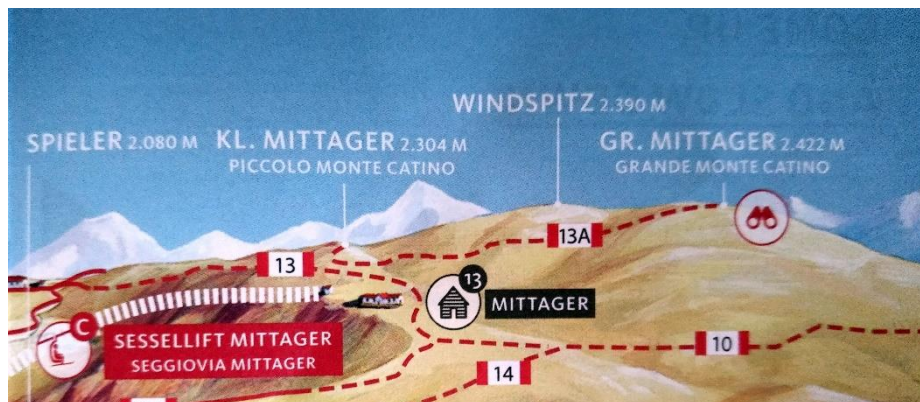 WINDSPITZ 2.390 M
SPIELER 2.080 M
KL. MITTAGER 2.304 M
PICCOLO MONTE CATINO
GR. MITTAGER 2.422 M
GRANDE MONTE CATINO
13A
13
13
MITTAGER
C
SESSELLIFT MITTAGER
SEGGIOVIA MITTAGER
10
14